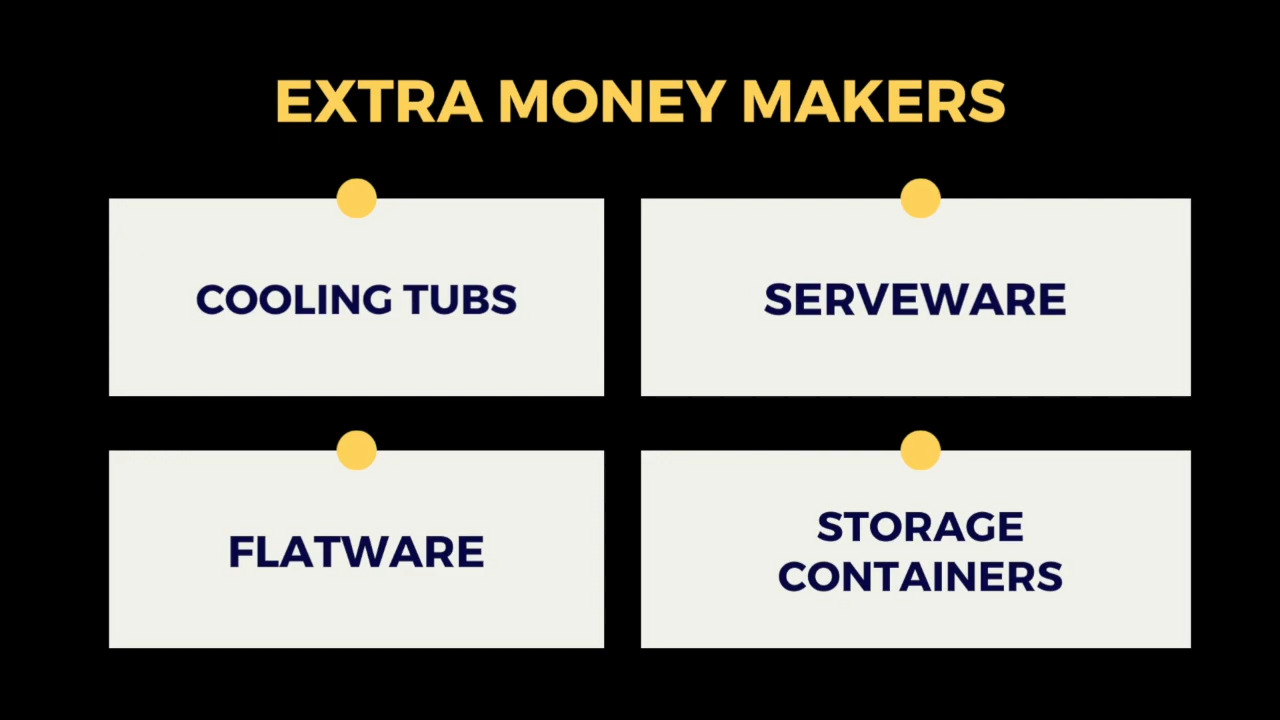 EXTRA MONEY MAKERS
COOLING TUBS
SERVEWARE
FLATWARE
STORAGE
CONTAINERS